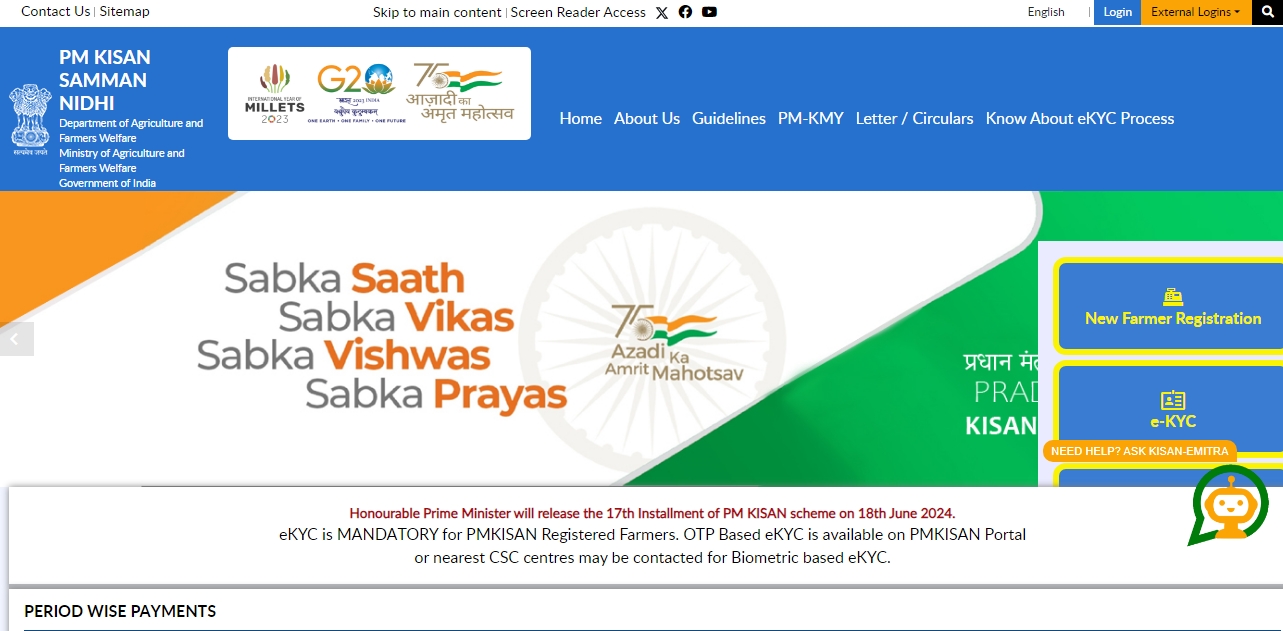 Contact Us | Sitemap
Skip to main content | Screen Reader Access
English | Login External Logins
PM KISAN
SAMMAN
NIDHI
Department of Agriculture and
Farmers Welfare
Ministry of Agriculture and
Farmers Welfare
Government of India
सत्यमेव जयते
INTERNATIONAL YEAR OF
MILLETS
2023
G20
भारत 2023 INDIA
वसुधैव कुटुम्बकम्
ONE EARTH • ONE FAMILY • ONE FUTURE
75
आज़ादी का
अमृत महोत्सव
Home About Us Guidelines PM-KMY Letter / Circulars Know About eKYC Process
Sabka Saath
Sabka Vikas
Sabka Vishwas
Sabka Prayas
75
Azadi Ka
Amrit Mahotsav
प्रधान
PRAD
KISAN
New Farmer Registration
e-KYC
NEED HELP? ASK KISAN-EMITRA
Honourable Prime Minister will release the 17th Installment of PM KISAN scheme on 18th June 2024.
eKYC is MANDATORY for PMKISAN Registered Farmers. OTP Based eKYC is available on PMKISAN Portal
or nearest CSC centres may be contacted for Biometric based eKYC.
PERIOD WISE PAYMENTS